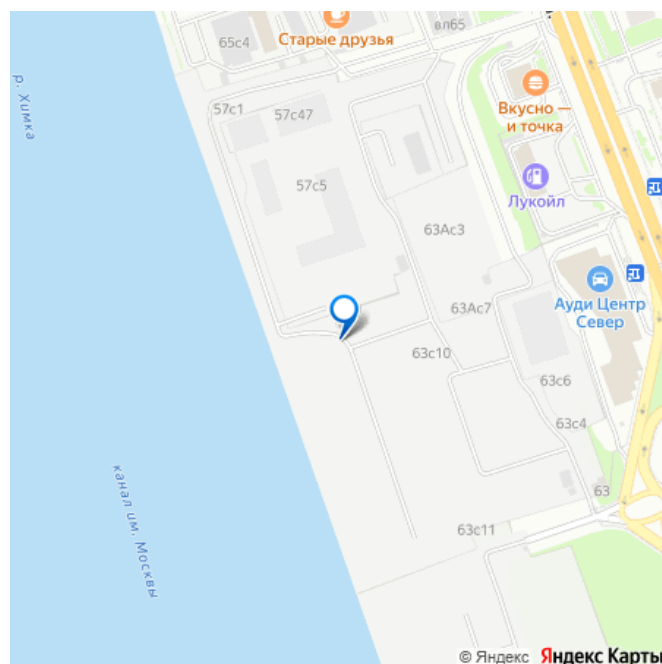 65с4
Старые друзья
вл65
р. Химка
57с1
57с47
Вкусно —
и точка
57с5
Лукойл
63Ас3
Ауди Центр
Север
63Ас7
63с10
63с6
63с4
канал им. Москвы
63
63с11
© Яндекс Яндекс Карты